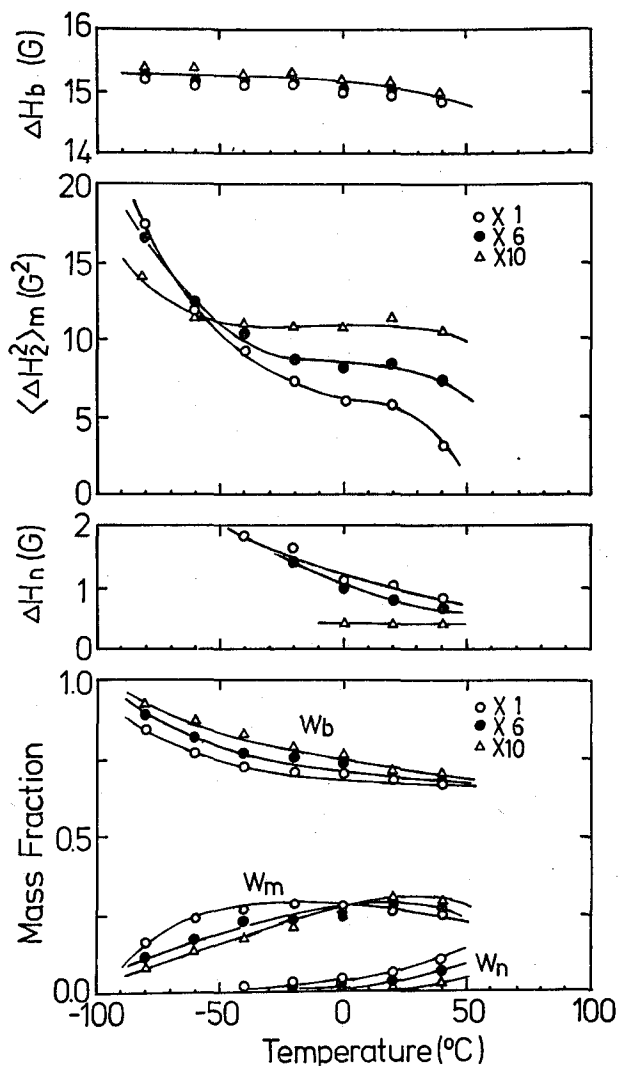 ΔHb (G)
16
15
14
⟨ΔH₂²⟩m (G²)
20
15
10
5
0
○ X 1
● X 6
△ X10
ΔHn (G)
2
1
0
Mass Fraction
1.0
0.5
0.0
Wb
○ X 1
● X 6
△ X10
Wm
Wn
-100
-50
0
50
100
Temperature (°C)